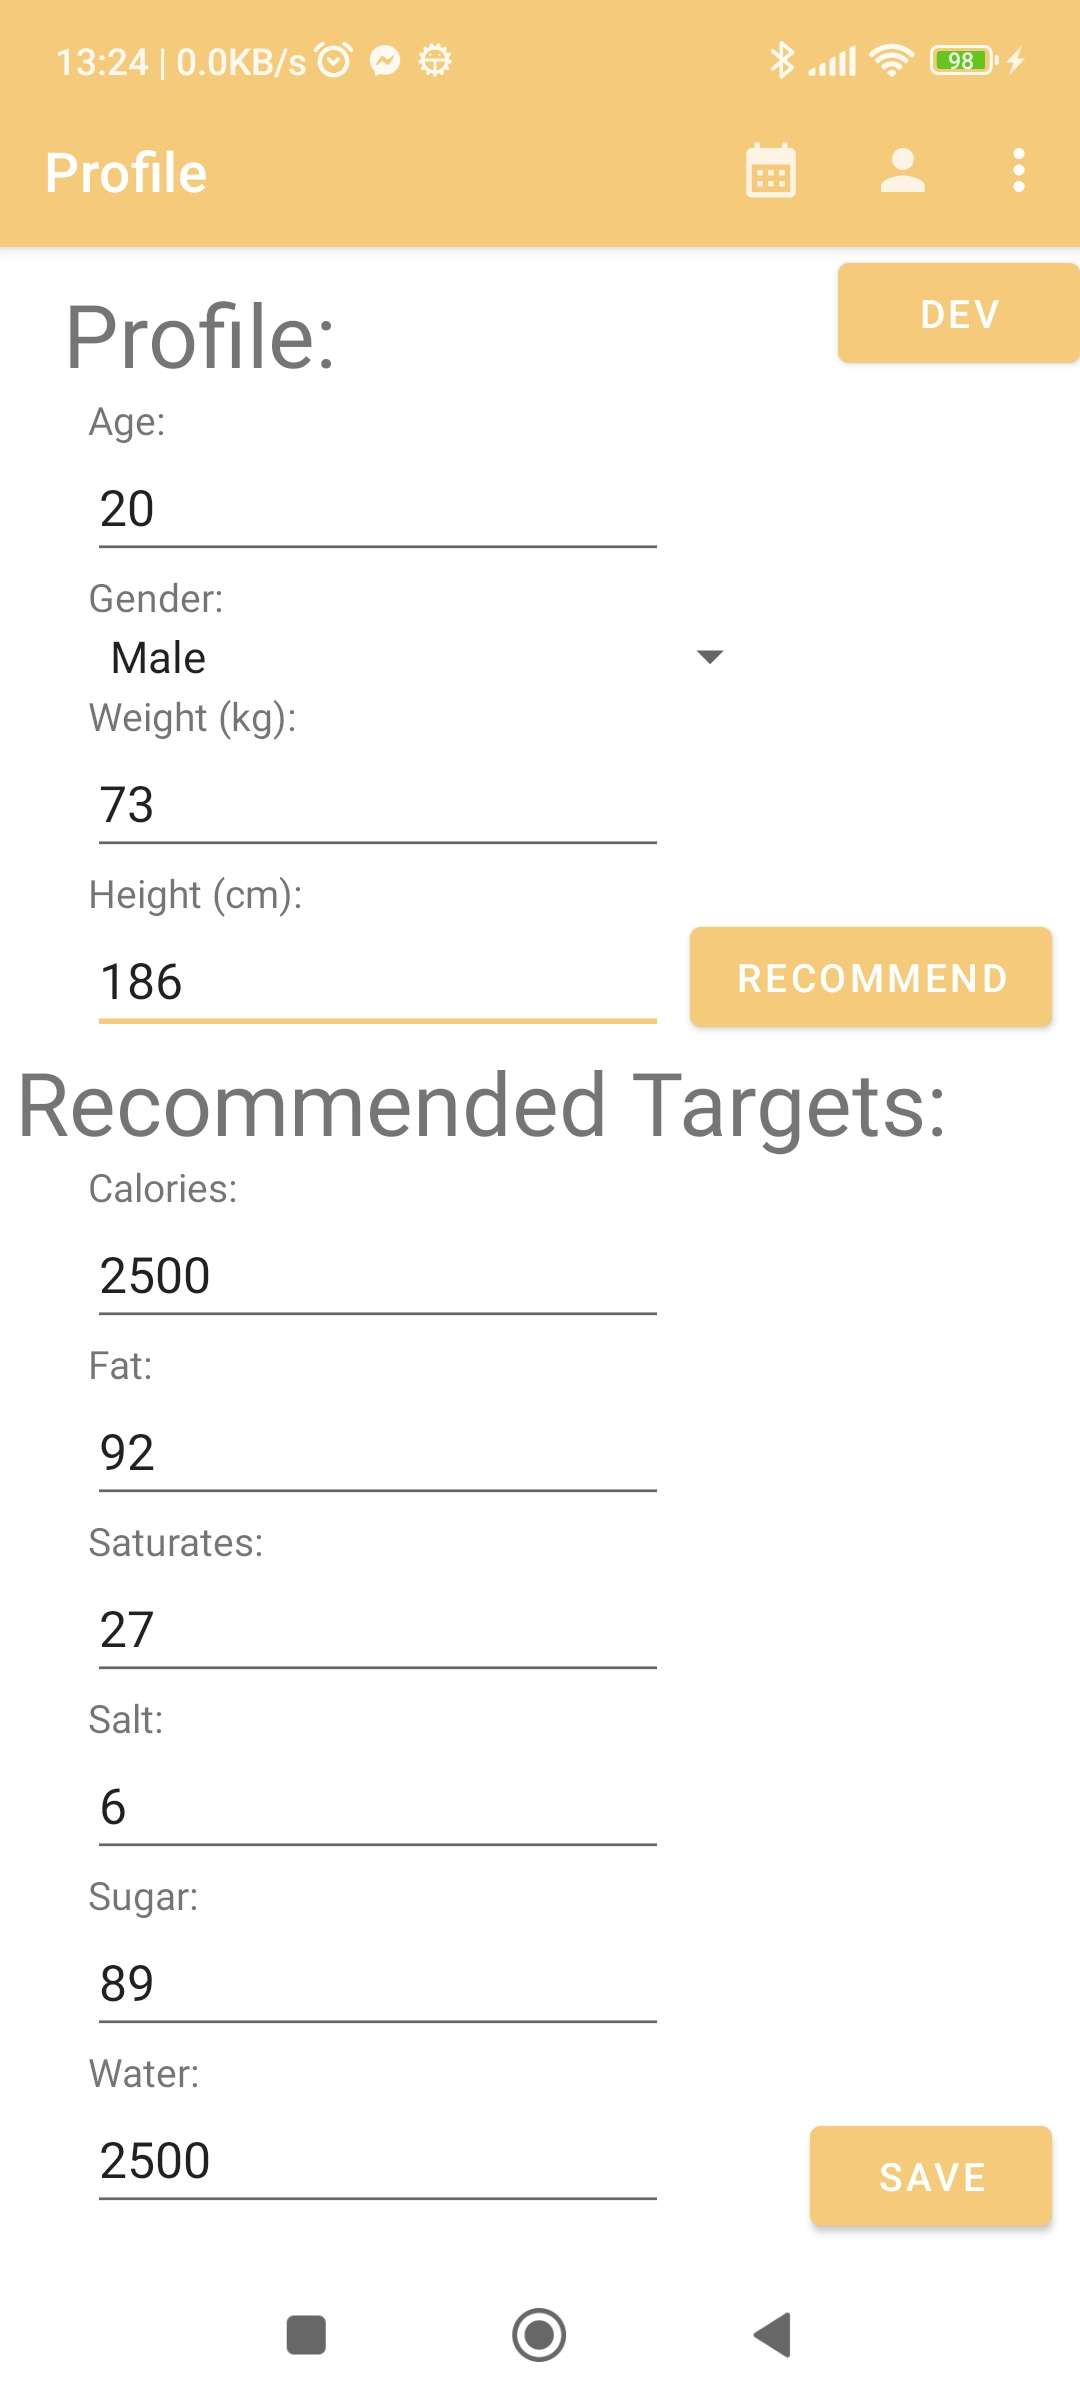 13:24 | 0.0KB/s 98
Profile
DEV
Profile:
Age:
20
Gender:
Male
Weight (kg):
73
Height (cm):
186
RECOMMEND
Recommended Targets:
Calories:
2500
Fat:
92
Saturates:
27
Salt:
6
Sugar:
89
Water:
2500
SAVE